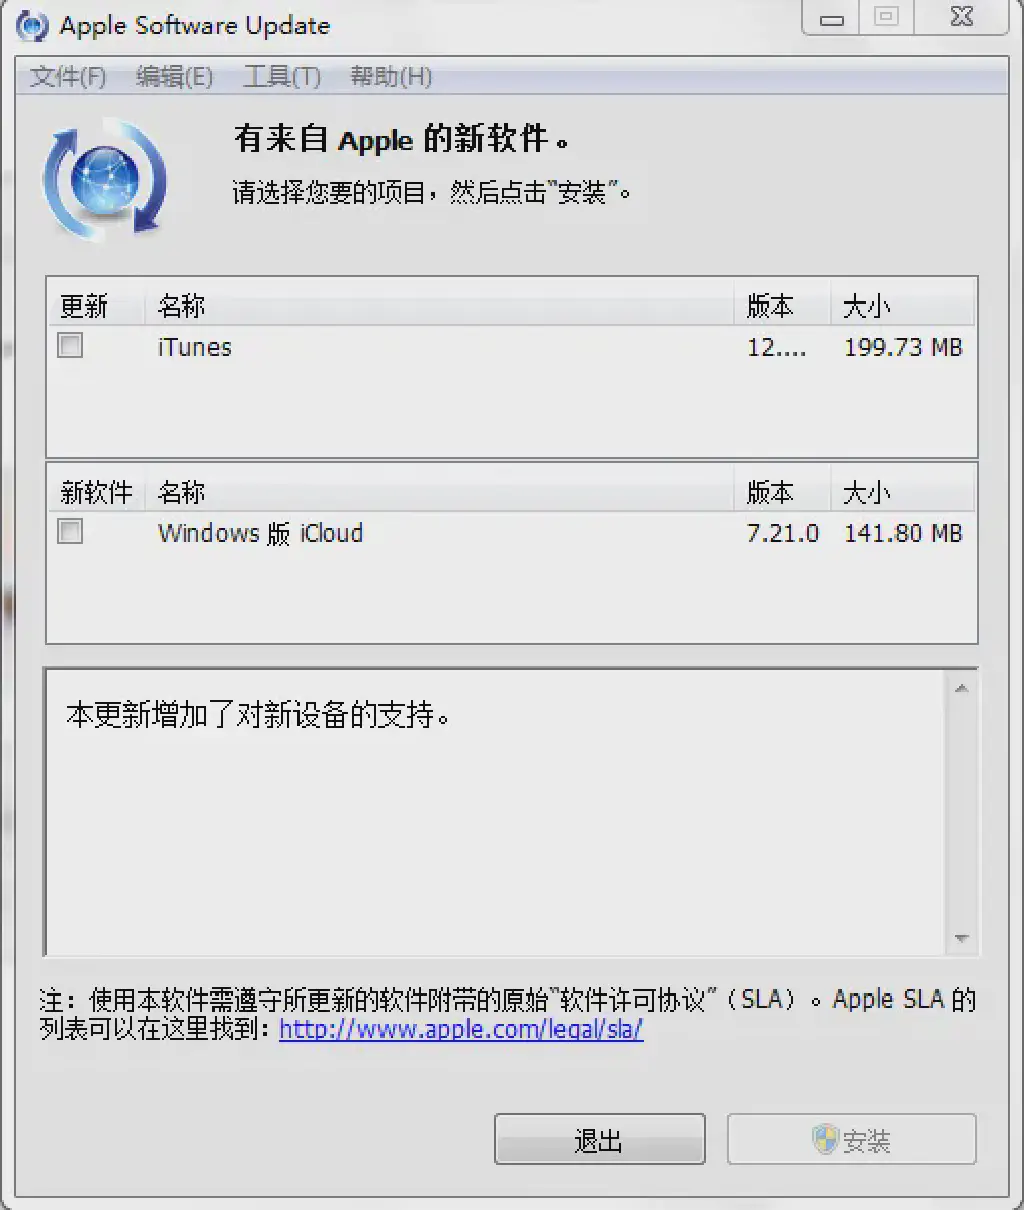 Apple Software Update
文件(F) 编辑(E) 工具(T) 帮助(H)
有来自 Apple 的新软件。
请选择您要的项目，然后点击“安装”。
更新 名称 版本 大小
iTunes 12.... 199.73 MB
新软件 名称 版本 大小
Windows 版 iCloud 7.21.0 141.80 MB
本更新增加了对新设备的支持。
注：使用本软件需遵守所更新的软件附带的原始“软件许可协议”（SLA）。Apple SLA 的
列表可以在这里找到：http://www.apple.com/legal/sla/
退出 安装